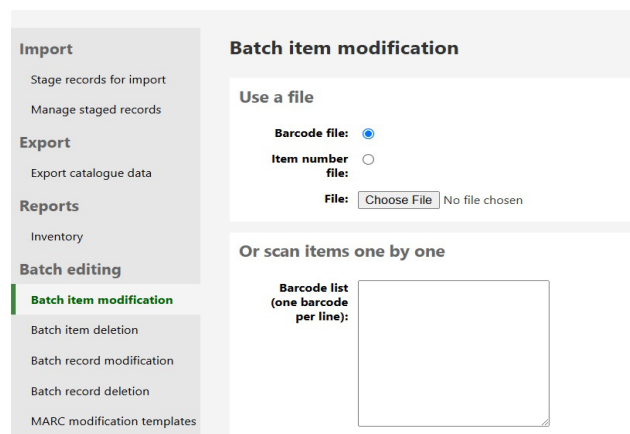 Import
Stage records for import
Manage staged records
Export
Export catalogue data
Reports
Inventory
Batch editing
Batch item modification
Batch item deletion
Batch record modification
Batch record deletion
MARC modification templates
Batch item modification
Use a file
Barcode file:
Item number
file:
File: Choose File No file chosen
Or scan items one by one
Barcode list
(one barcode
per line):